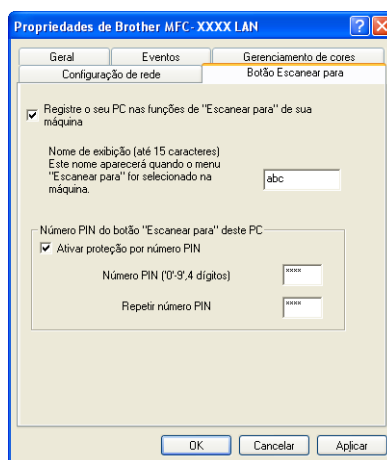 Propriedades de Brother MFC-XXXX LAN
Geral Eventos Gerenciamento de cores
Configuração de rede Botão Escanear para
Registre o seu PC nas funções de "Escanear para" de sua
máquina
Nome de exibição (até 15 caracteres)
Este nome aparecerá quando o menu
"Escanear para" for selecionado na
máquina.
abc
Número PIN do botão "Escanear para" deste PC
Ativar proteção por número PIN
Número PIN ('0'-9',4 dígitos) ××××
Repetir número PIN ××××
OK Cancelar Aplicar